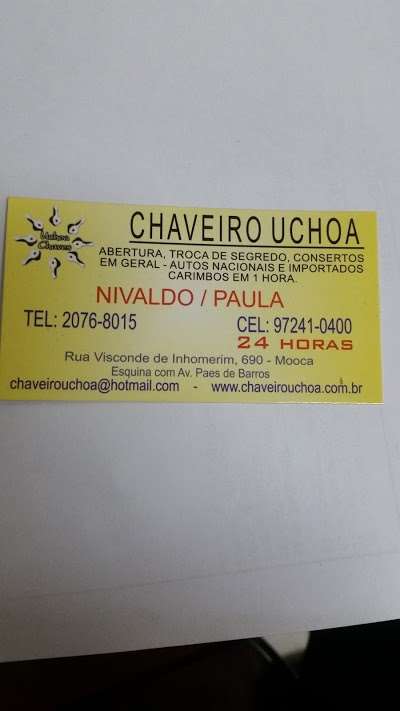 Uchoa
Chaves
CHAVEIRO UCHOA
ABERTURA, TROCA DE SEGREDO, CONSERTOS
EM GERAL - AUTOS NACIONAIS E IMPORTADOS
CARIMBOS EM 1 HORA.
NIVALDO / PAULA
TEL: 2076-8015
CEL: 97241-0400
24 HORAS
Rua Visconde de Inhomerim, 690 - Mooca
Esquina com Av. Paes de Barros
chaveirouchoa@hotmail.com - www.chaveirouchoa.com.br